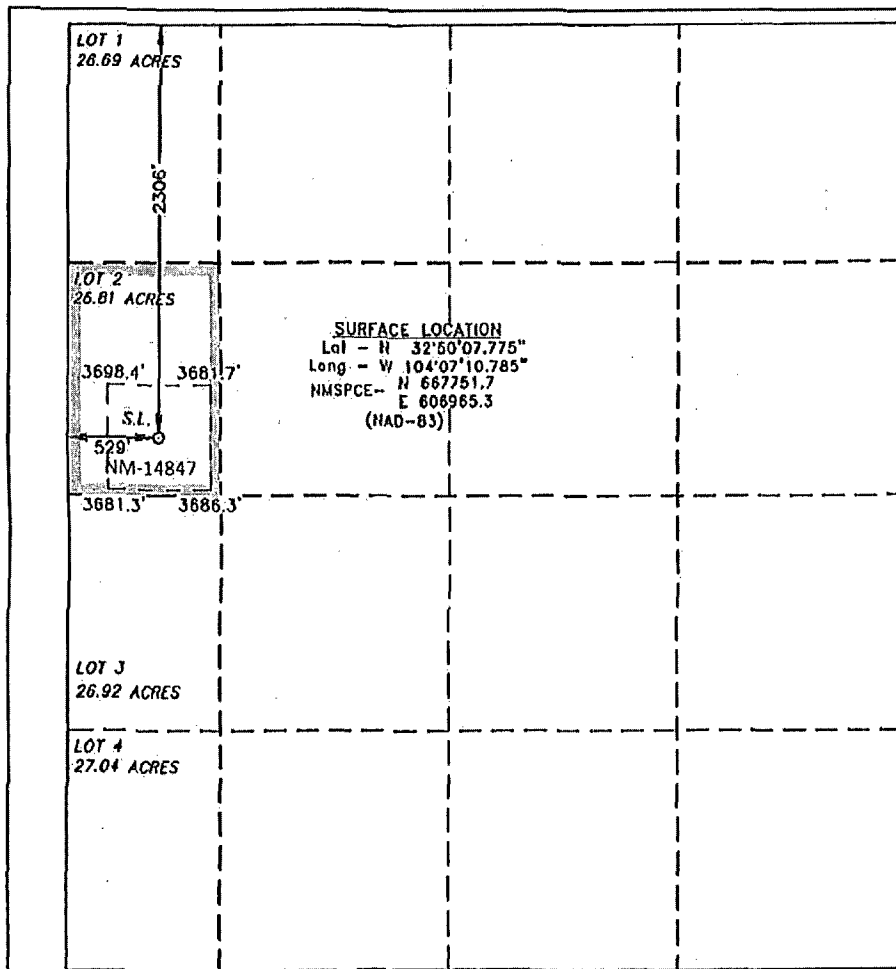 LOT 1
26.69 ACRES
2306'
LOT 2
26.81 ACRES
SURFACE LOCATION
Lat - N 32°50'07.775"
Long - W 104°07'10.785"
NMSPCE- N 667751.7
E 606965.3
(NAD-83)
3698.4' 3681.7'
S.L.
529'
NM-14847
3681.3' 3686.3'
LOT 3
26.92 ACRES
LOT 4
27.04 ACRES